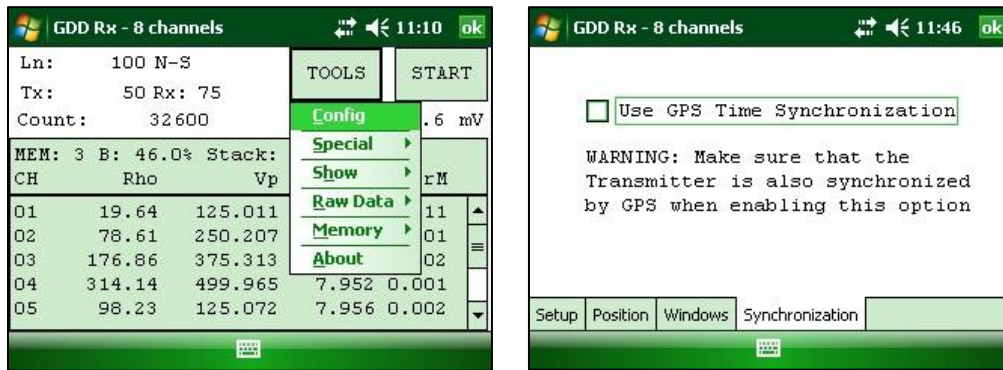 GDD Rx - 8 channels 11:10 ok
Ln: 100 N-S
TOOLS START
Tx: 50 Rx: 75
Count: 32600 .6 mV
Config
Special
Show
Raw Data
Memory
About
MEM: 3 B: 46.0% Stack:
CH Rho Vp rM
01 19.64 125.011 11
02 78.61 250.207 01
03 176.86 375.313 02
04 314.14 499.965 7.952 0.001
05 98.23 125.072 7.956 0.002
GDD Rx - 8 channels 11:46 ok
Use GPS Time Synchronization
WARNING: Make sure that the
Transmitter is also synchronized
by GPS when enabling this option
Setup Position Windows Synchronization